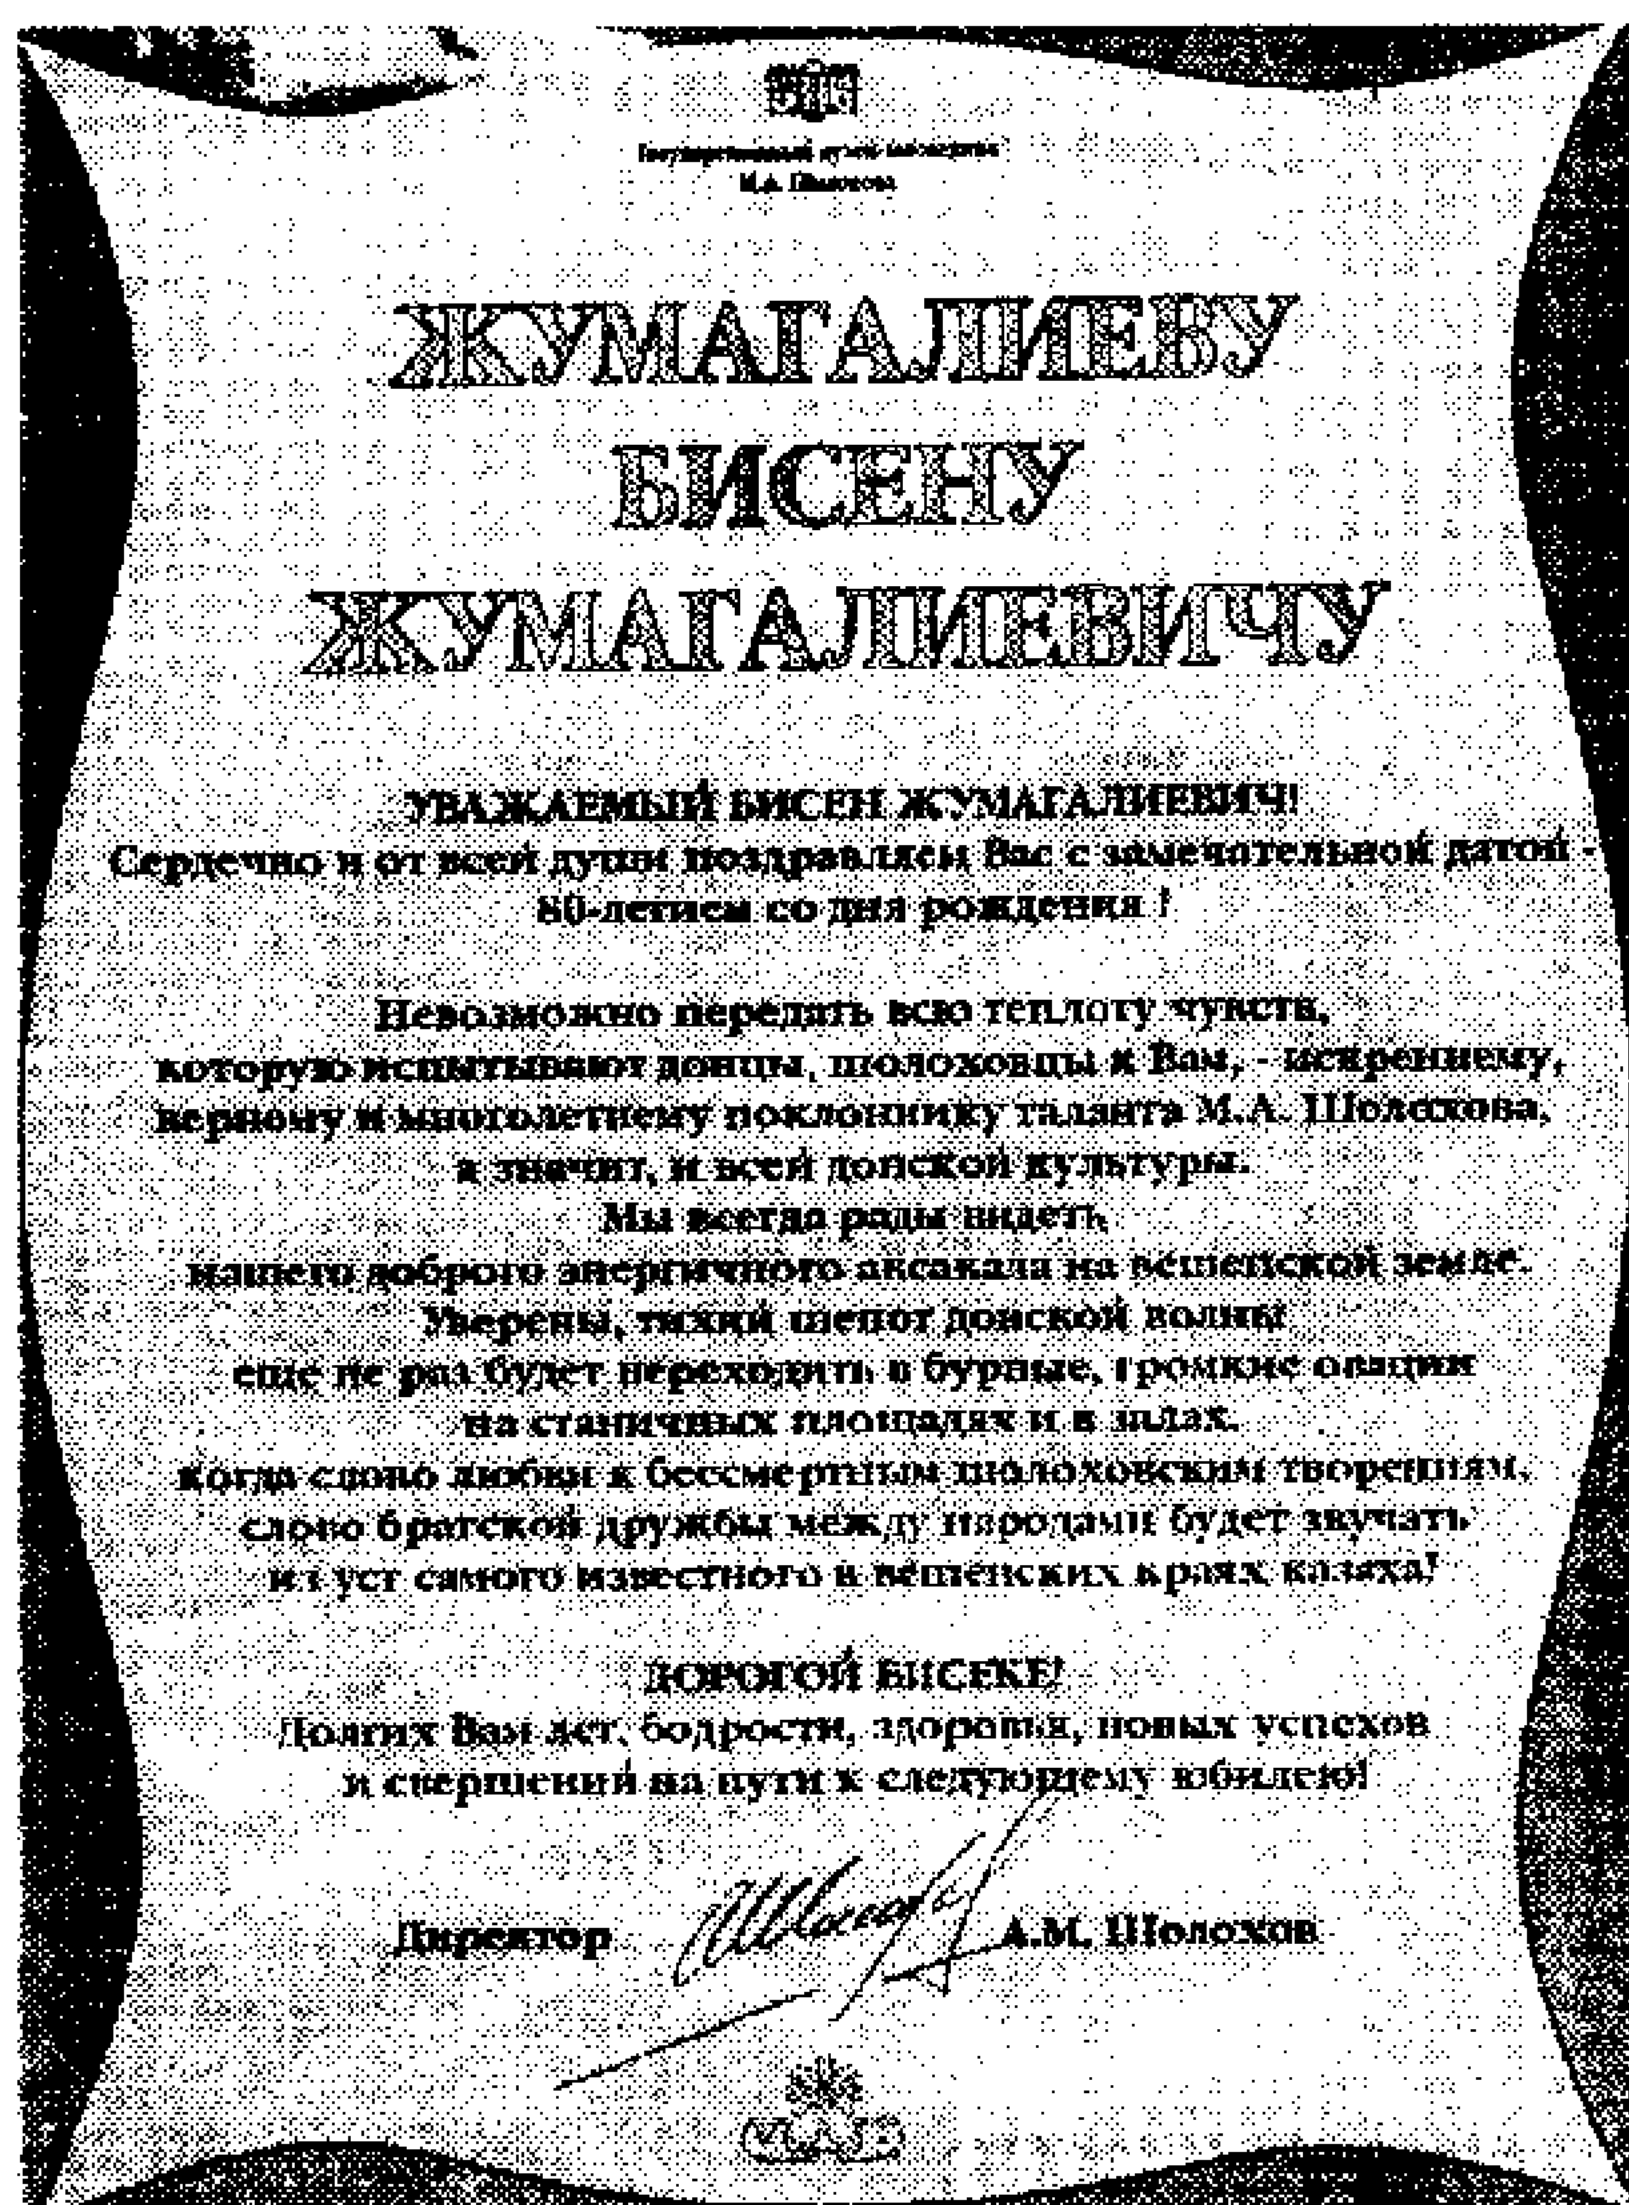 Государственный музей-заповедник
М.А. Шолохова
ЖУМАГАЛИЕВУ
БИСЕНУ
ЖУМАГАЛИЕВИЧУ
УВАЖАЕМЫЙ БИСЕН ЖУМАГАЛИЕВИЧ!
Сердечно и от всей души поздравляем Вас с замечательной датой -
80-летием со дня рождения !
Невозможно передать всю теплоту чувств,
которую испытывают донцы, шолоховцы к Вам, - искреннему,
верному и многолетнему поклоннику таланта М.А. Шолохова,
а значит, и всей донской культуры.
Мы всегда рады видеть
нашего доброго энергичного аксакала на вешенской земле.
Уверены, тихий шепот донской волны
еще не раз будет переходить в бурные, громкие овации
на станичных площадях и в залах,
когда слово любви к бессмертным шолоховским творениям,
слово братской дружбы между народами будет звучать
из уст самого известного в вешенских краях казаха!
ДОРОГОЙ БИСЕКЕ!
Долгих Вам лет, бодрости, здоровья, новых успехов
и свершений на пути к следующему юбилею!
Директор А.М. Шолохов